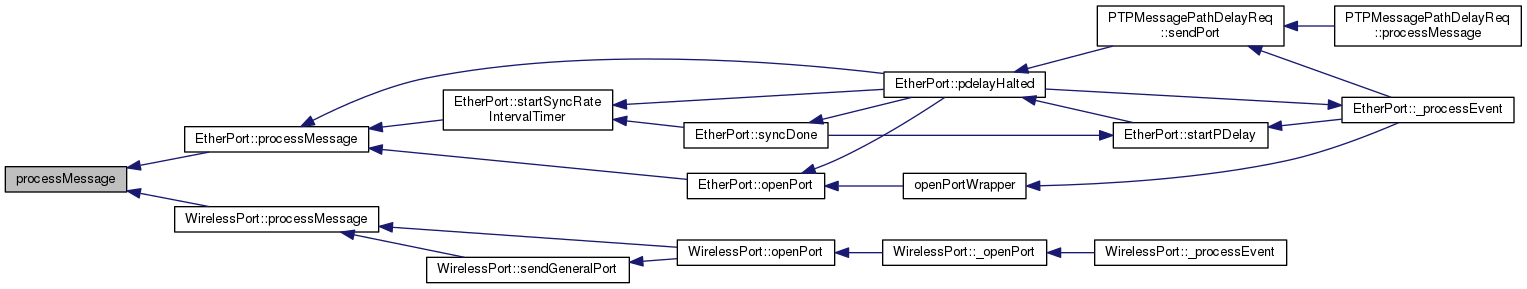 PTPMessagePathDelayReq
::sendPort
PTPMessagePathDelayReq
::processMessage
EtherPort::pdelayHalted
EtherPort::startSyncRate
IntervalTimer
EtherPort::_processEvent
EtherPort::syncDone
EtherPort::startPDelay
EtherPort::processMessage
processMessage
EtherPort::openPort
openPortWrapper
WirelessPort::processMessage
WirelessPort::openPort
WirelessPort::_openPort
WirelessPort::_processEvent
WirelessPort::sendGeneralPort